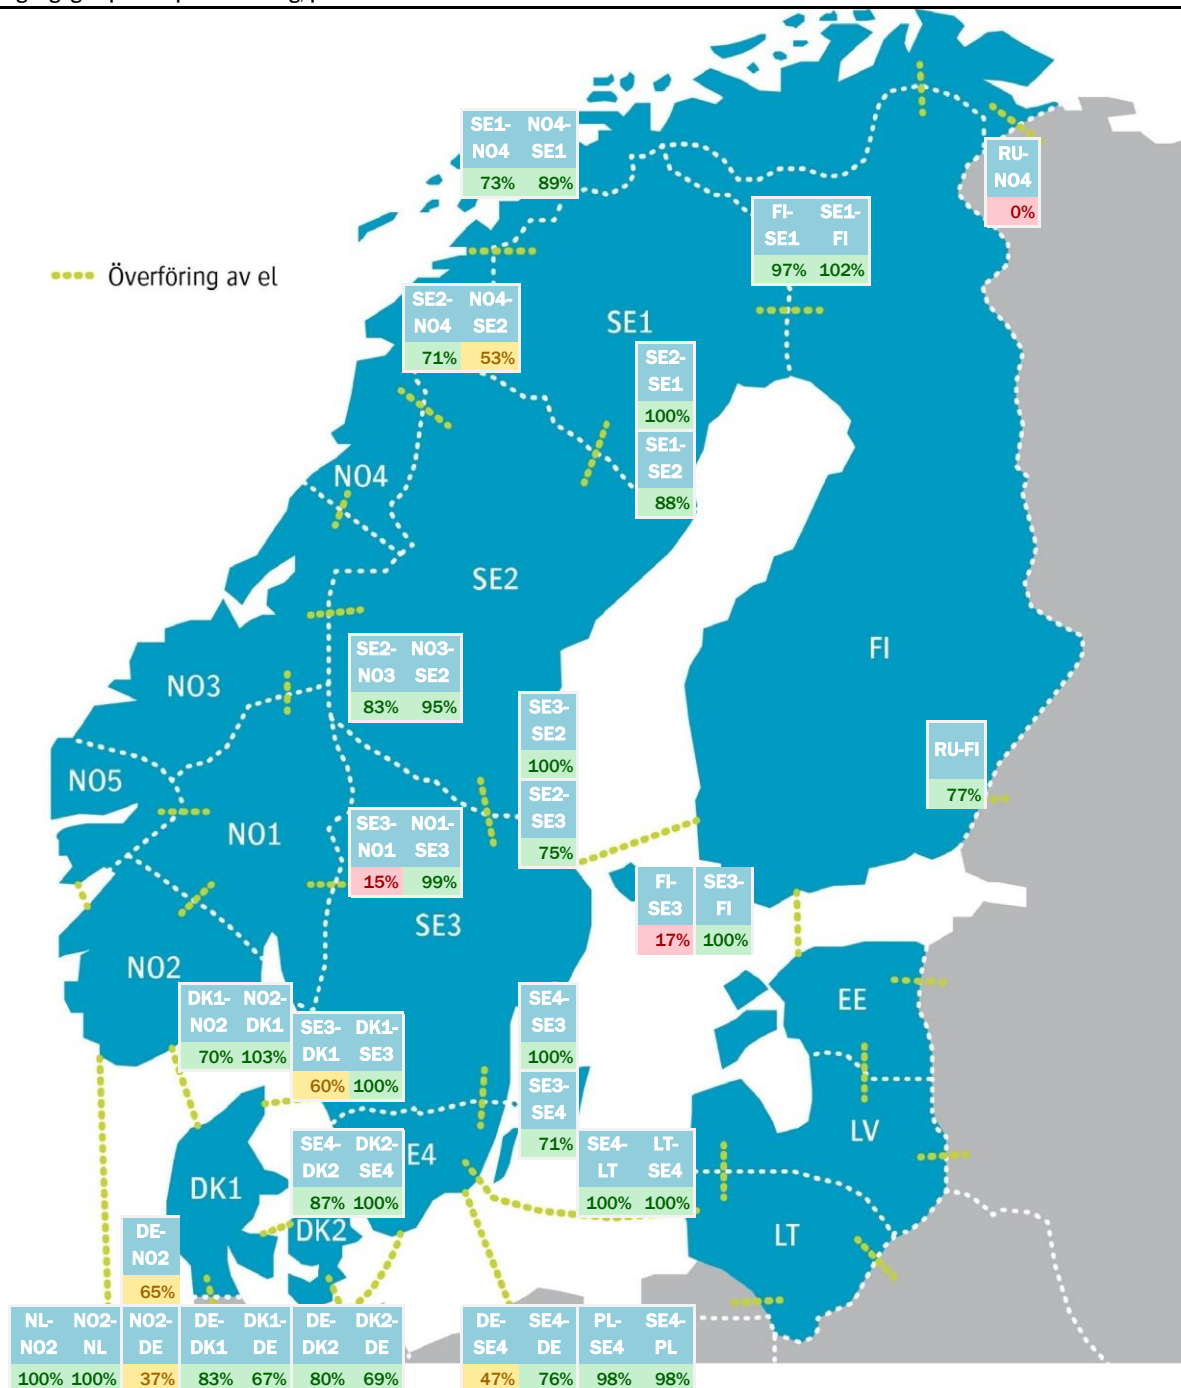 SE1- NO4-
NO4 SE1
73% 89%
RU-
NO4
0%
FI- SE1-
SE1 FI
97% 102%
Överföring av el
SE2- NO4-
NO4 SE2
71% 53%
SE1
SE2-
SE1
100%
SE1-
SE2
88%
NO4
SE2
FI
SE2- NO3-
NO3 SE2
83% 95%
NO3
SE3-
SE2
100%
SE2-
SE3
75%
RU-FI
77%
NO5
NO1
SE3- NO1-
NO1 SE3
15% 99%
FI- SE3-
SE3 FI
17% 100%
SE3
NO2
DK1- NO2-
NO2 DK1
70% 103%
SE3- DK1-
DK1 SE3
60% 100%
SE4-
SE3
100%
SE3-
SE4
71%
EE
LV
SE4- DK2-
DK2 SE4
87% 100%
E4
SE4- LT-
LT SE4
100% 100%
DK1
DK2
LT
DE-
NO2
65%
NL- NO2- NO2- DE- DK1- DE- DK2-
NO2 NL DE DK1 DE DK2 DE
100% 100% 37% 83% 67% 80% 69%
DE- SE4- PL- SE4-
SE4 DE SE4 PL
47% 76% 98% 98%